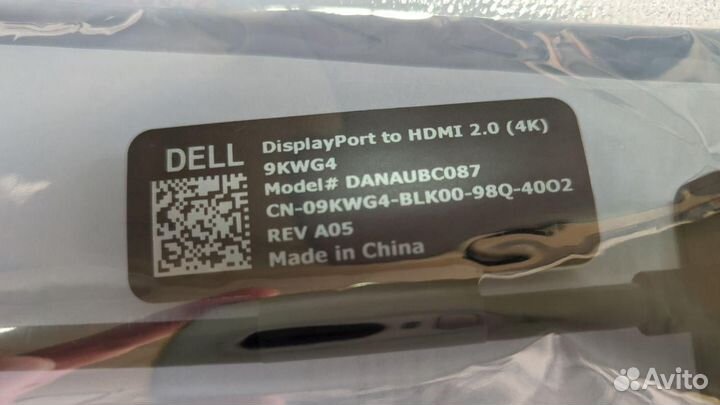 DELL
DisplayPort to HDMI 2.0 (4K)
9KWG4
Model# DANAUBC087
CN-09KWG4-BLK00-98Q-40O2
REV A05
Made in China
Avito